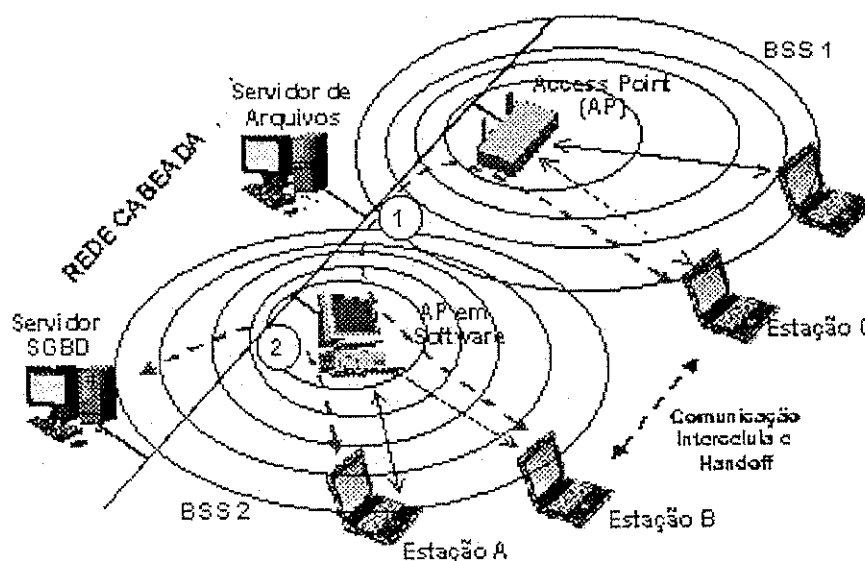 BSS 1
Access Point
(AP)
Servidor de
Arquivos
REDE CABEADA
1
Estação C
AP em
Software
Servidor
SGBD
2
Comunicação
Intercelula e
Handoff
BSS 2
Estação B
Estação A